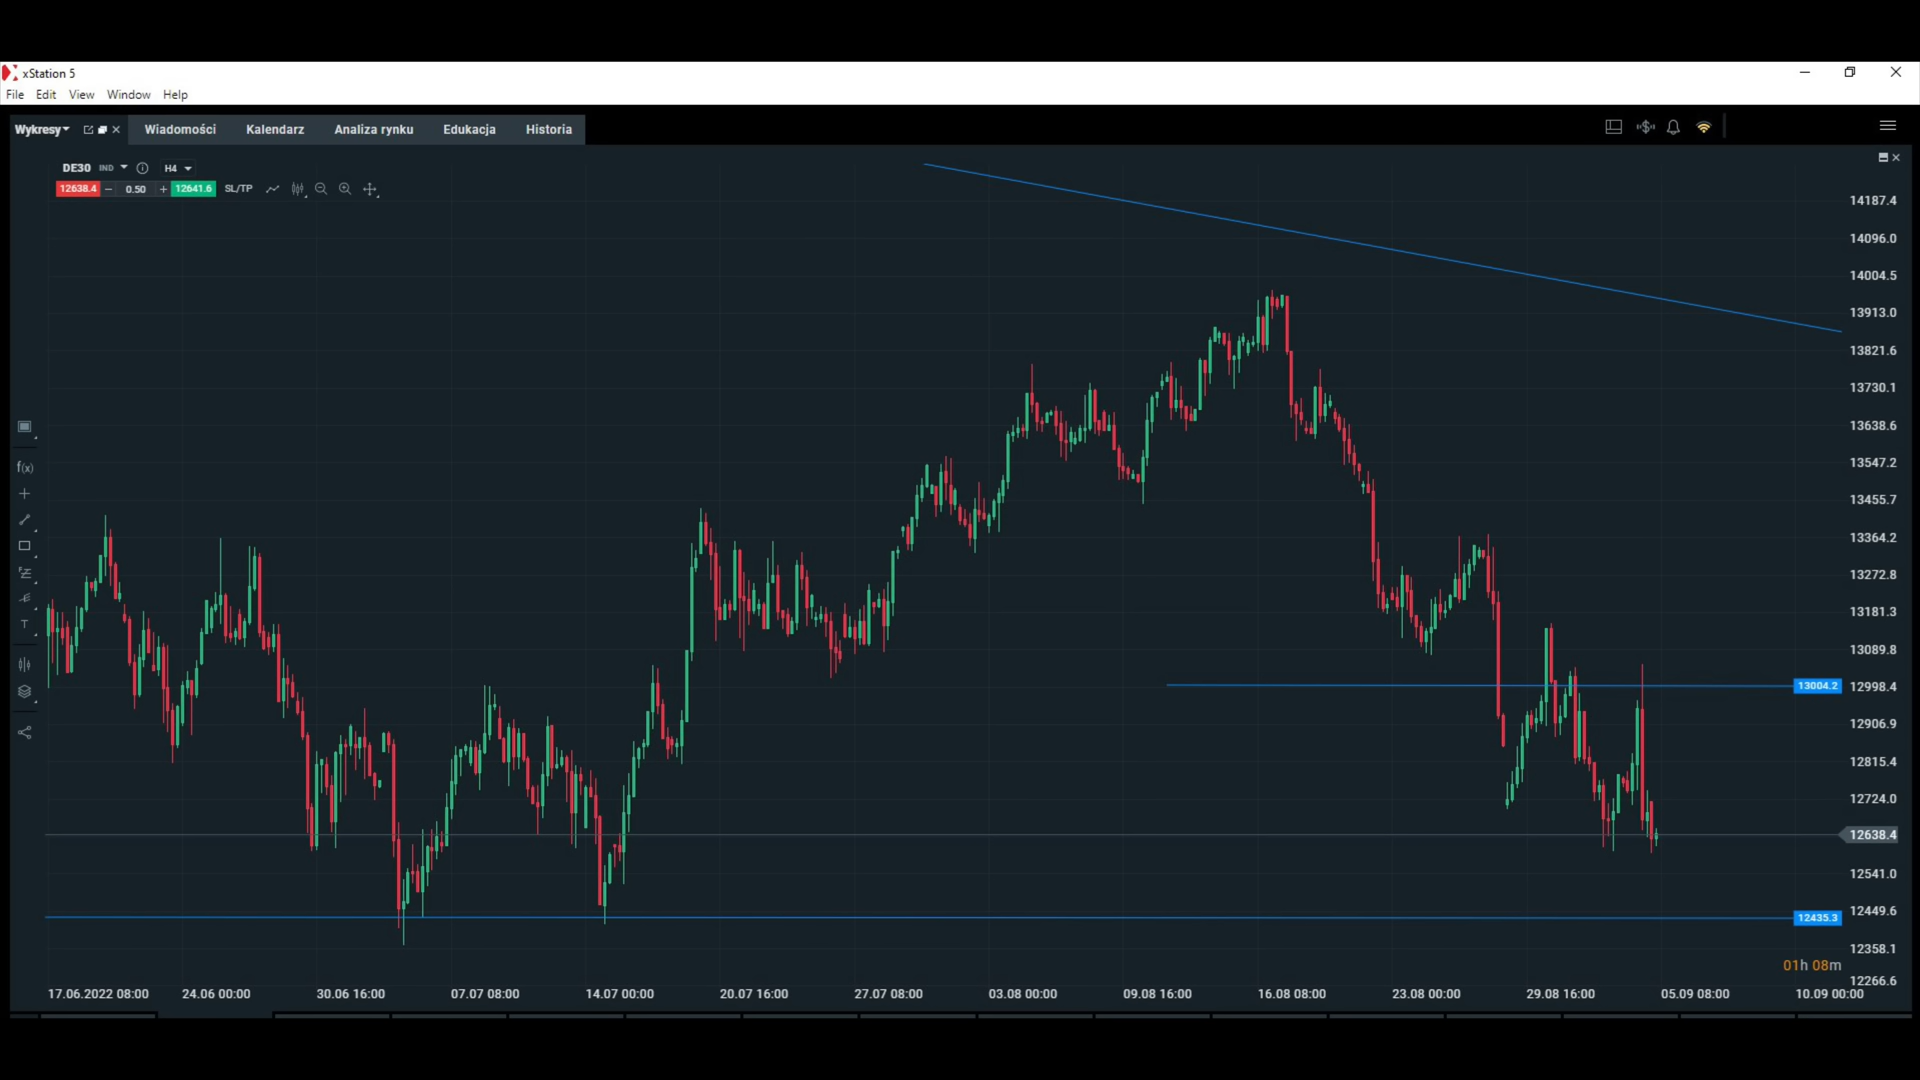 xStation 5
File Edit View Window Help
Wykresy Wiadomości Kalendarz Analiza rynku Edukacja Historia
DE30 IND H4
12638.4 − 0.50 + 12641.6 SL/TP
14187.4
14096.0
14004.5
13913.0
13821.6
13730.1
13638.6
13547.2
13455.7
13364.2
13272.8
13181.3
13089.8
13004.2
12998.4
12906.9
12815.4
12724.0
12638.4
12541.0
12449.6
12435.3
12358.1
12266.6
f(x)
T
01h 08m
17.06.2022 08:00 24.06 00:00 30.06 16:00 07.07 08:00 14.07 00:00 20.07 16:00 27.07 08:00 03.08 00:00 09.08 16:00 16.08 08:00 23.08 00:00 29.08 16:00 05.09 08:00 10.09 00:00